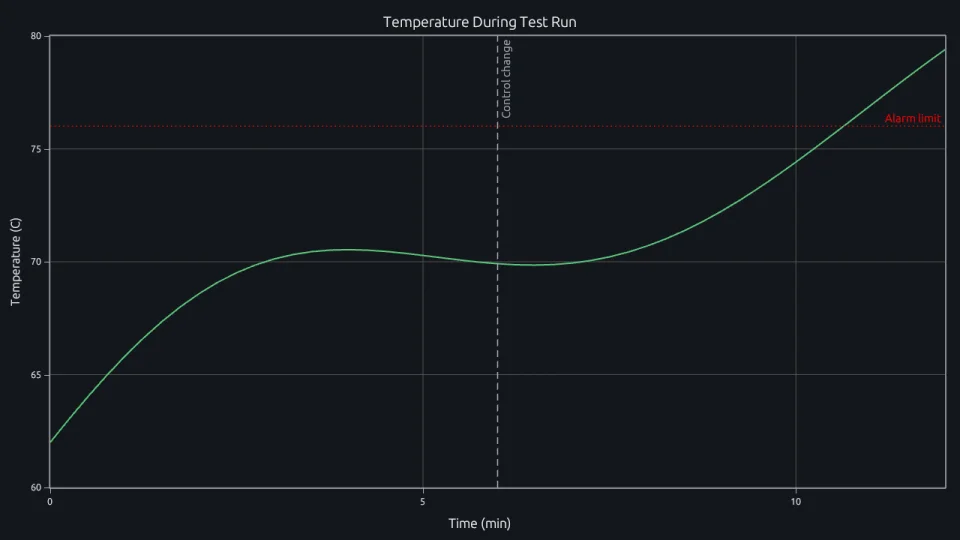 Temperature During Test Run
Control change
Alarm limit
80
75
70
65
60
Temperature (C)
0
5
10
Time (min)